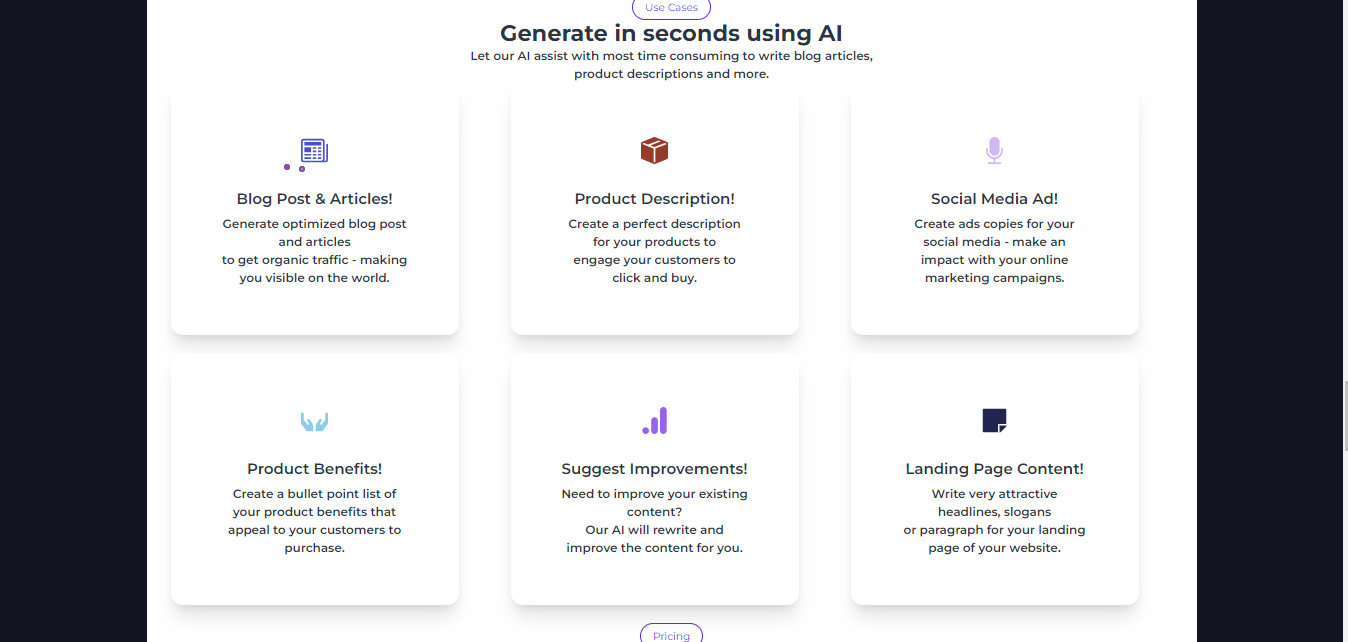 Use Cases
Generate in seconds using AI
Let our AI assist with most time consuming to write blog articles,
product descriptions and more.
Blog Post & Articles!
Generate optimized blog post
and articles
to get organic traffic - making
you visible on the world.
Product Description!
Create a perfect description
for your products to
engage your customers to
click and buy.
Social Media Ad!
Create ads copies for your
social media - make an
impact with your online
marketing campaigns.
Product Benefits!
Create a bullet point list of
your product benefits that
appeal to your customers to
purchase.
Suggest Improvements!
Need to improve your existing
content?
Our AI will rewrite and
improve the content for you.
Landing Page Content!
Write very attractive
headlines, slogans
or paragraph for your landing
page of your website.
Pricing